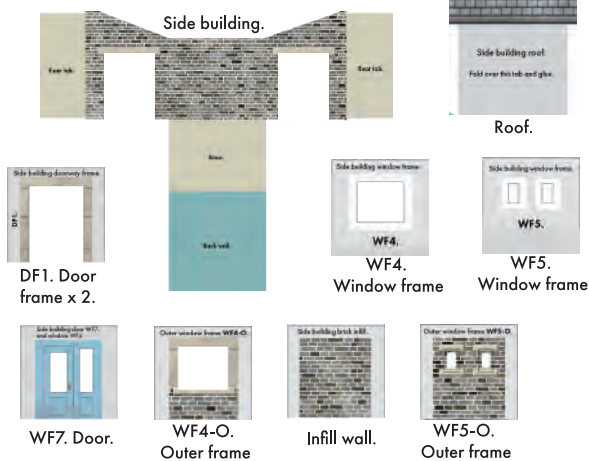 Side building.
Rear tab.
Rear tab.
Base.
Back wall.
Side building roof.
Fold over this tab and glue.
Roof.
Side building doorway frame
DF1.
DF1. Door
frame x 2.
Side building window frame
WF4.
WF4.
Window frame
Side building window frame.
WF5.
WF5.
Window frame
Side building door WF7.
WF7. Door.
Outer window frame WF4-O.
WF4-O.
Outer frame
Side building brick infill.
Infill wall.
Outer window frame WF5-O.
WF5-O.
Outer frame